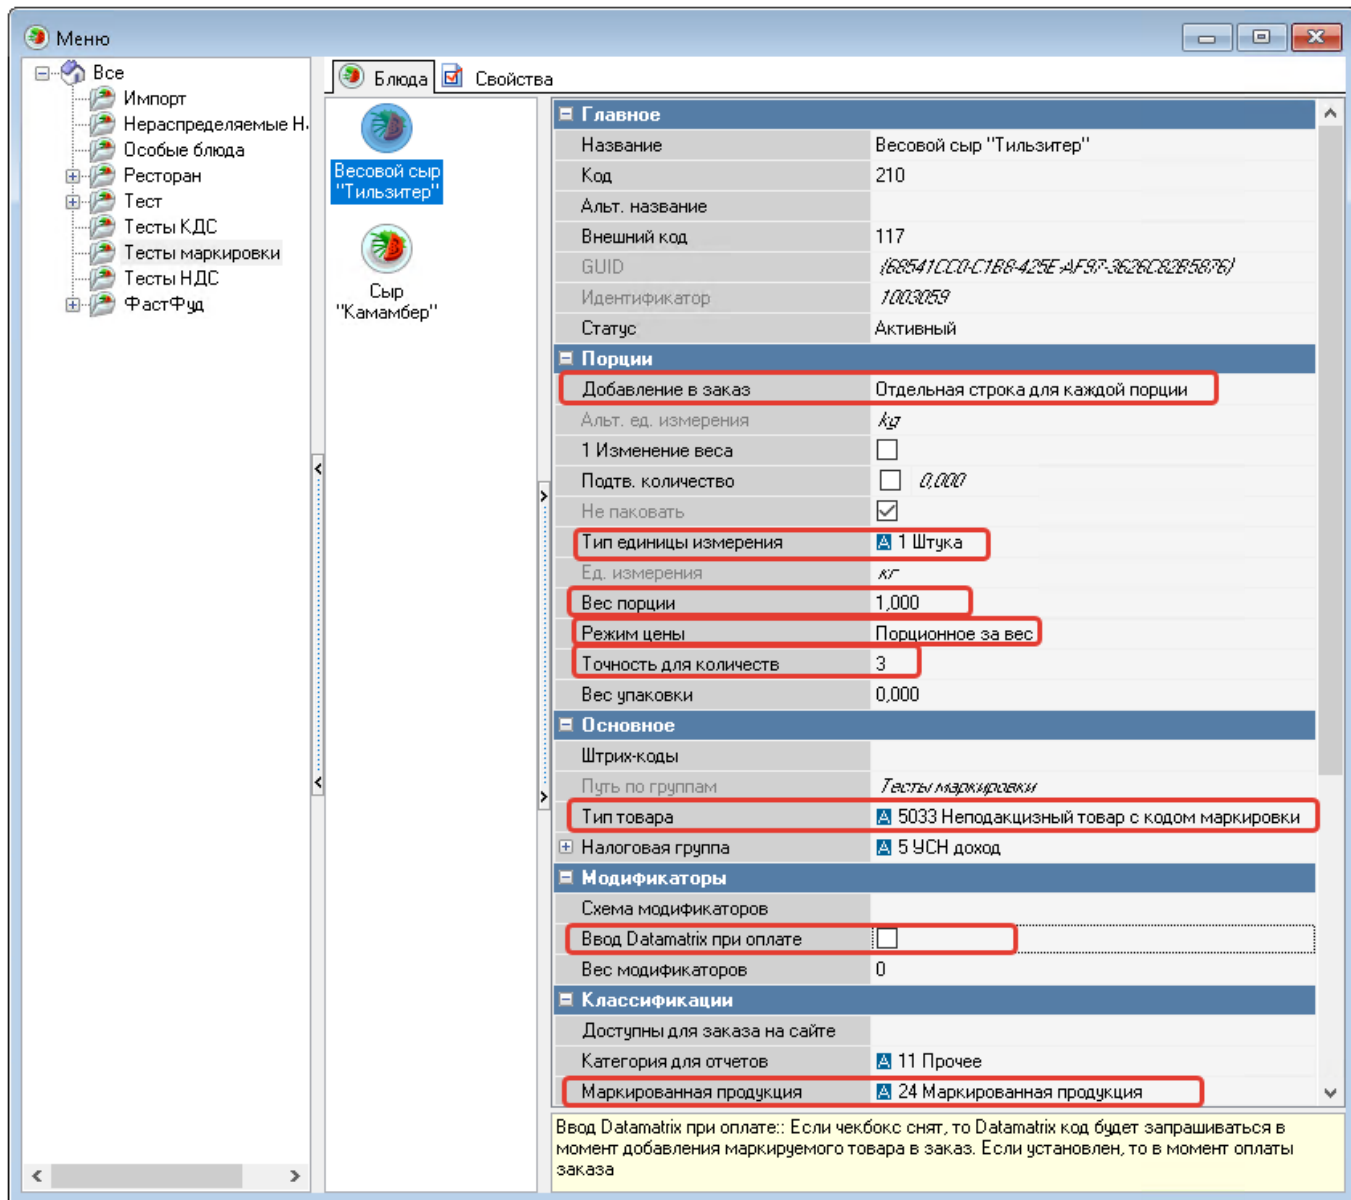 Меню
Все
Импорт
Нераспределяемые Н
Особые блюда
Ресторан
Тест
Тесты КДС
Тесты маркировки
Тесты НДС
ФастФуд
Блюда
Свойства
Весовой сыр
"Тильзитер"
Сыр
"Камамбер"
Главное
Название Весовой сыр "Тильзитер"
Код 210
Альт. название
Внешний код 117
GUID {68541CC0-C1B8-425E-AF97-3626C82B5876}
Идентификатор 1003059
Статус Активный
Порции
Добавление в заказ Отдельная строка для каждой порции
Альт. ед. измерения kg
1 Изменение веса
Подтв. количество 0,000
Не паковать
Тип единицы измерения A 1 Штука
Ед. измерения кг
Вес порции 1,000
Режим цены Порционное за вес
Точность для количеств 3
Вес упаковки 0,000
Основное
Штрих-коды
Путь по группам Тесты маркировки
Тип товара A 5033 Неподакцизный товар с кодом маркировки
Налоговая группа A 5 УСН доход
Модификаторы
Схема модификаторов
Ввод Datamatrix при оплате
Вес модификаторов 0
Классификации
Доступны для заказа на сайте
Категория для отчетов A 11 Прочее
Маркированная продукция A 24 Маркированная продукция
Ввод Datamatrix при оплате:: Если чекбокс снят, то Datamatrix код будет запрашиваться в
момент добавления маркируемого товара в заказ. Если установлен, то в момент оплаты
заказа